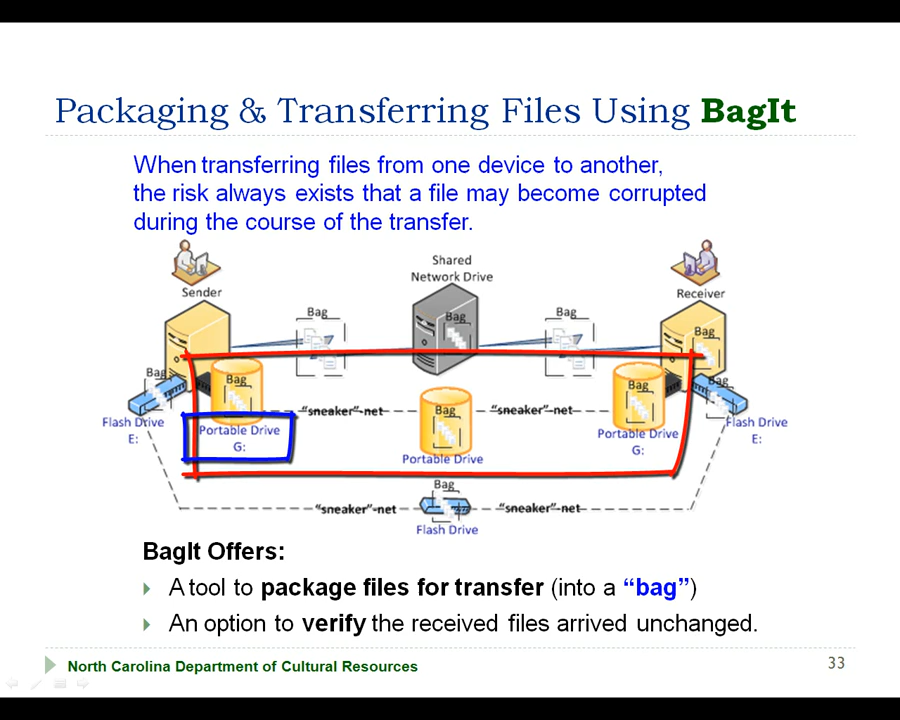 Packaging & Transferring Files Using BagIt
When transferring files from one device to another,
the risk always exists that a file may become corrupted
during the course of the transfer.
Shared
Network Drive
Sender
Receiver
Bag
Bag
Bag
Bag
Bag
Bag
Bag
Bag
Bag
"sneaker"-net
"sneaker"-net
Flash Drive
E:
Portable Drive
G:
Portable Drive
Portable Drive
G:
Flash Drive
E:
Bag
"sneaker"-net
"sneaker"-net
Flash Drive
BagIt Offers:
A tool to package files for transfer (into a “bag”)
An option to verify the received files arrived unchanged.
North Carolina Department of Cultural Resources
33